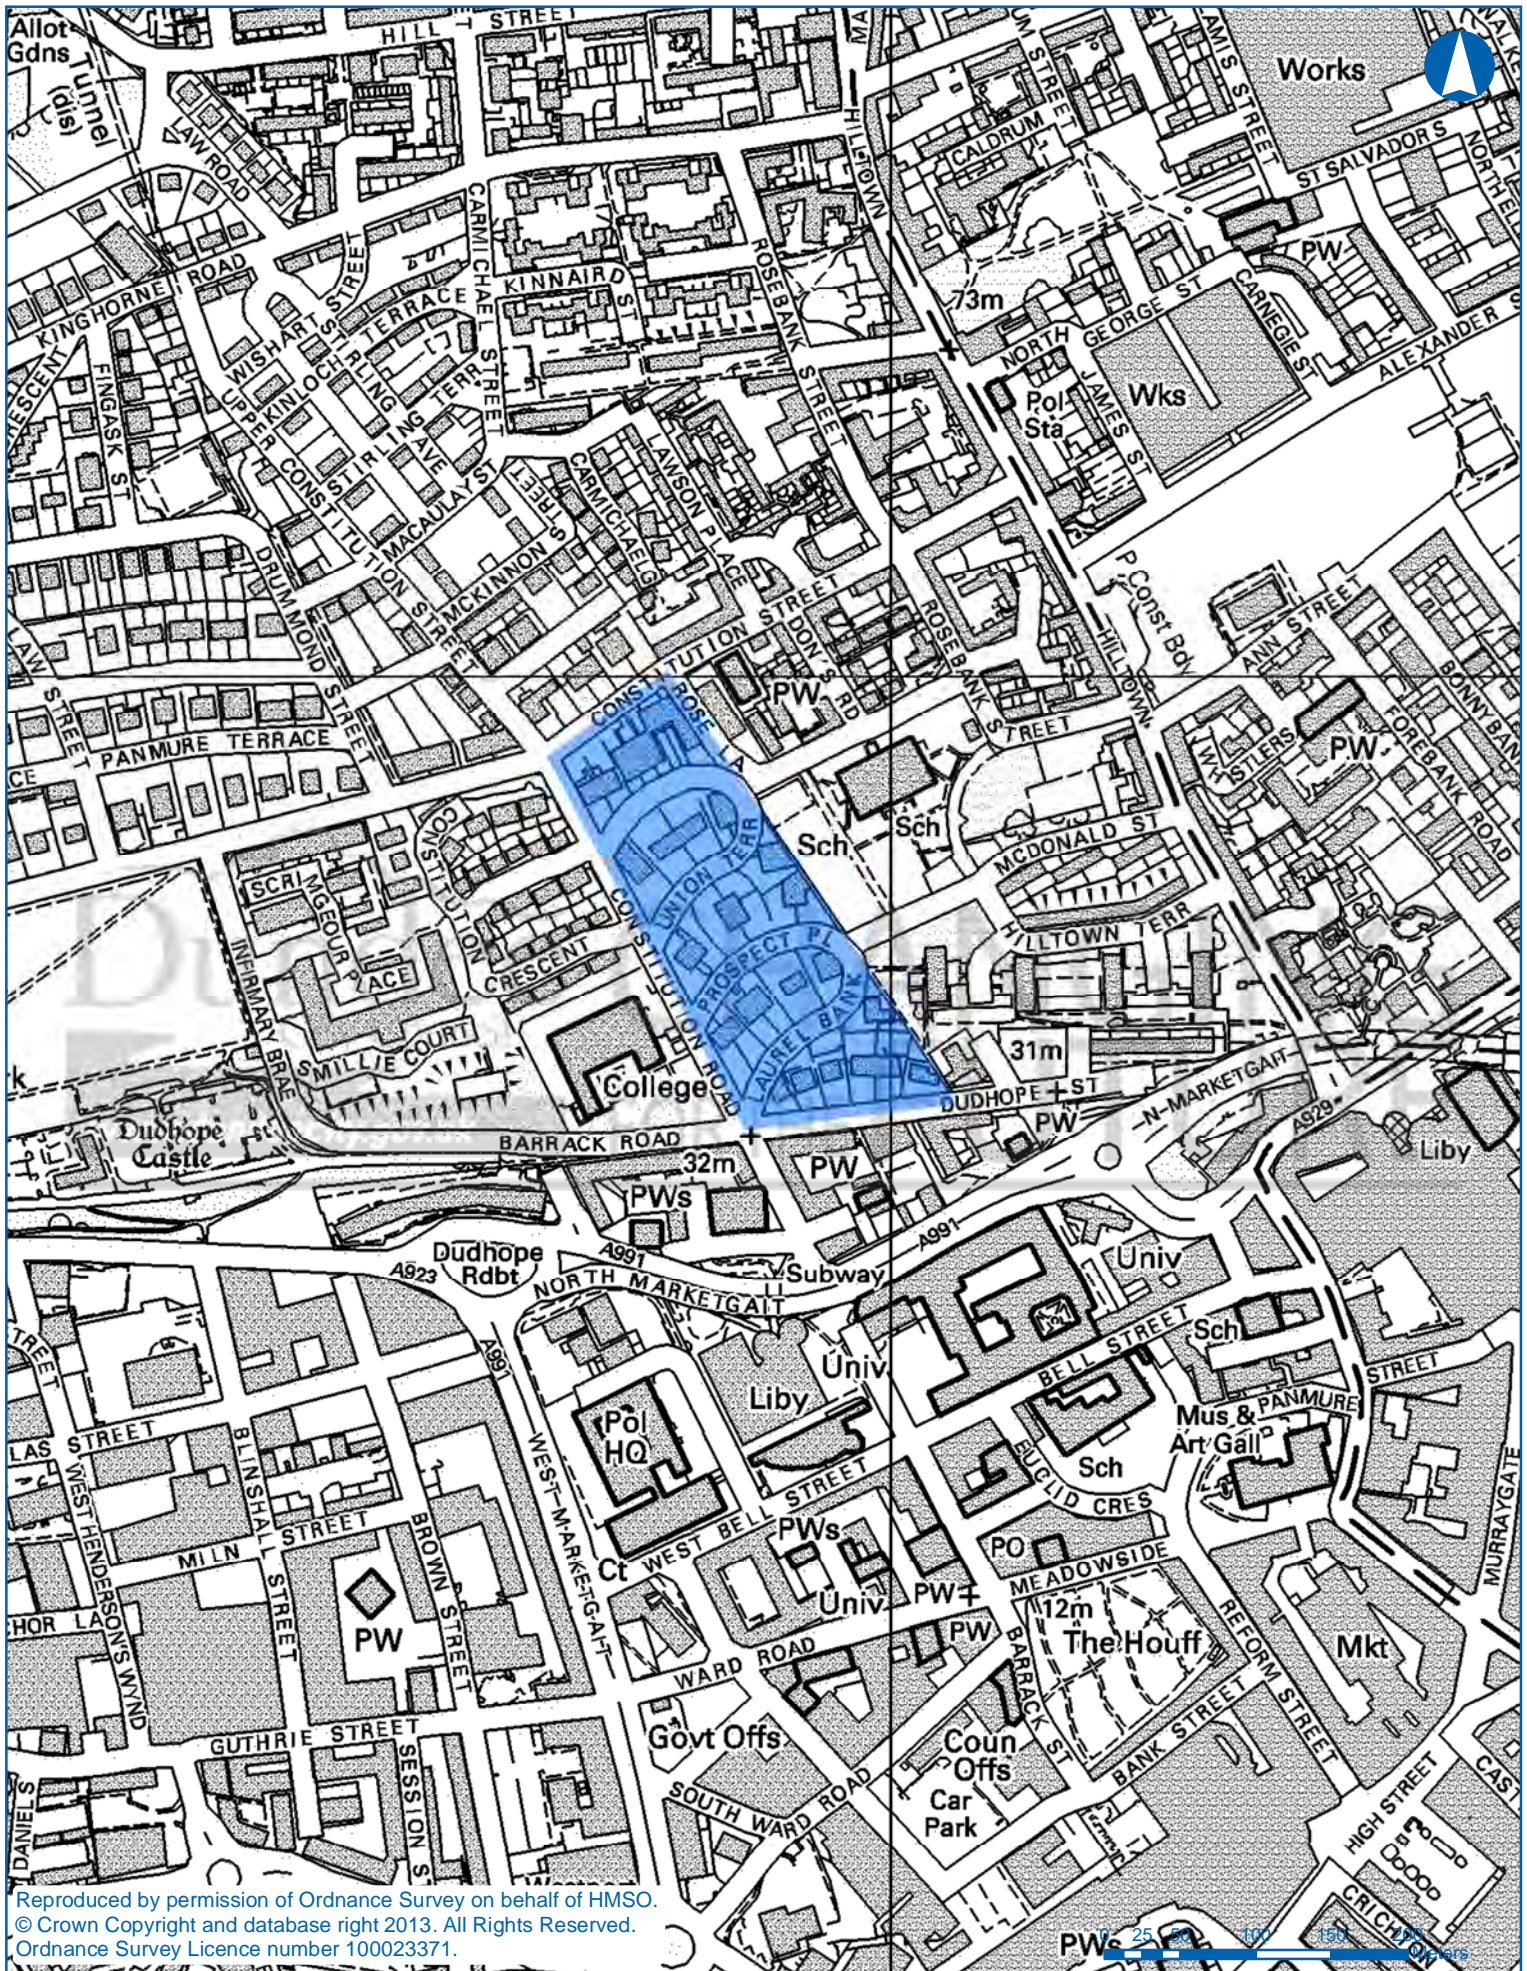 Allot
Gdns
Tunnel
(dis)
HILL STREET
HILLTOWN
CALDRUM
STREET
Works
ST SALVADORS
LAW ROAD
CARMICHAEL STREET
KINNAIRD ST
ROSEBANK STREET
KINGHORNE ROAD
WISHART STREET
TERRACE
KINLOCH
STIRLING TERR
STIRLING AVE
UPPER CONSTITUTION STREET
FINGASK ST
MACAULAY ST
MCKINNON STREET
73m
NORTH GEORGE ST
CARNEGIE ST
ALEXANDER
PW
Wks
JAMES ST
Pol
Sta
LAWSON PLACE
DRUMMOND STREET
LAW STREET
PANMURE TERRACE
CONSTITUTION STREET
DON'S RD
ROSE LA
PW
ROSEBANK STREET
P Const Bdy
HILLTOWN
ANN STREET
BONNYBANK
FOREBANK ROAD
WHISTLERS
PW
Sch
Sch
MCDONALD ST
HILLTOWN TERR
CONSTITUTION
CRESCENT
SCRIMGEOUR PLACE
INFIRMARY BRAE
SMILLIE COURT
UNION TERR
PROSPECT PL
LAURELBANK
CONSTITUTION ROAD
College
31m
DUDHOPE ST
N-MARKETGAIT
A929
PW
Liby
Dudhope
Castle
BARRACK ROAD
32m
PW
PWs
Dudhope
Rdbt
A923
A991
A991
NORTH MARKETGAIT
Subway
Univ
A991
Univ
Liby
BELL STREET
Sch
PANMURE STREET
Mus &
Art Gall
Pol
HQ
Sch
EUCLID CRES
WEST MARKETGAIT
BLINSHALL STREET
WEST HENDERSON'S WYND
MILN STREET
BROWN STREET
PW
Ct
WEST BELL STREET
PWs
Univ
PW
PO
MEADOWSIDE
12m
The Houff
PW
BARRACK ST
REFORM STREET
MURRAYGATE
Mkt
WARD ROAD
GUTHRIE STREET
SESSION ST
Govt Offs
SOUTH WARD ROAD
Coun
Offs
Car
Park
BANK STREET
HIGH STREET
DANIELS
PWs
Reproduced by permission of Ordnance Survey on behalf of HMSO.
© Crown Copyright and database right 2013. All Rights Reserved.
Ordnance Survey Licence number 100023371.
0 25 50 100 150 200
Meters